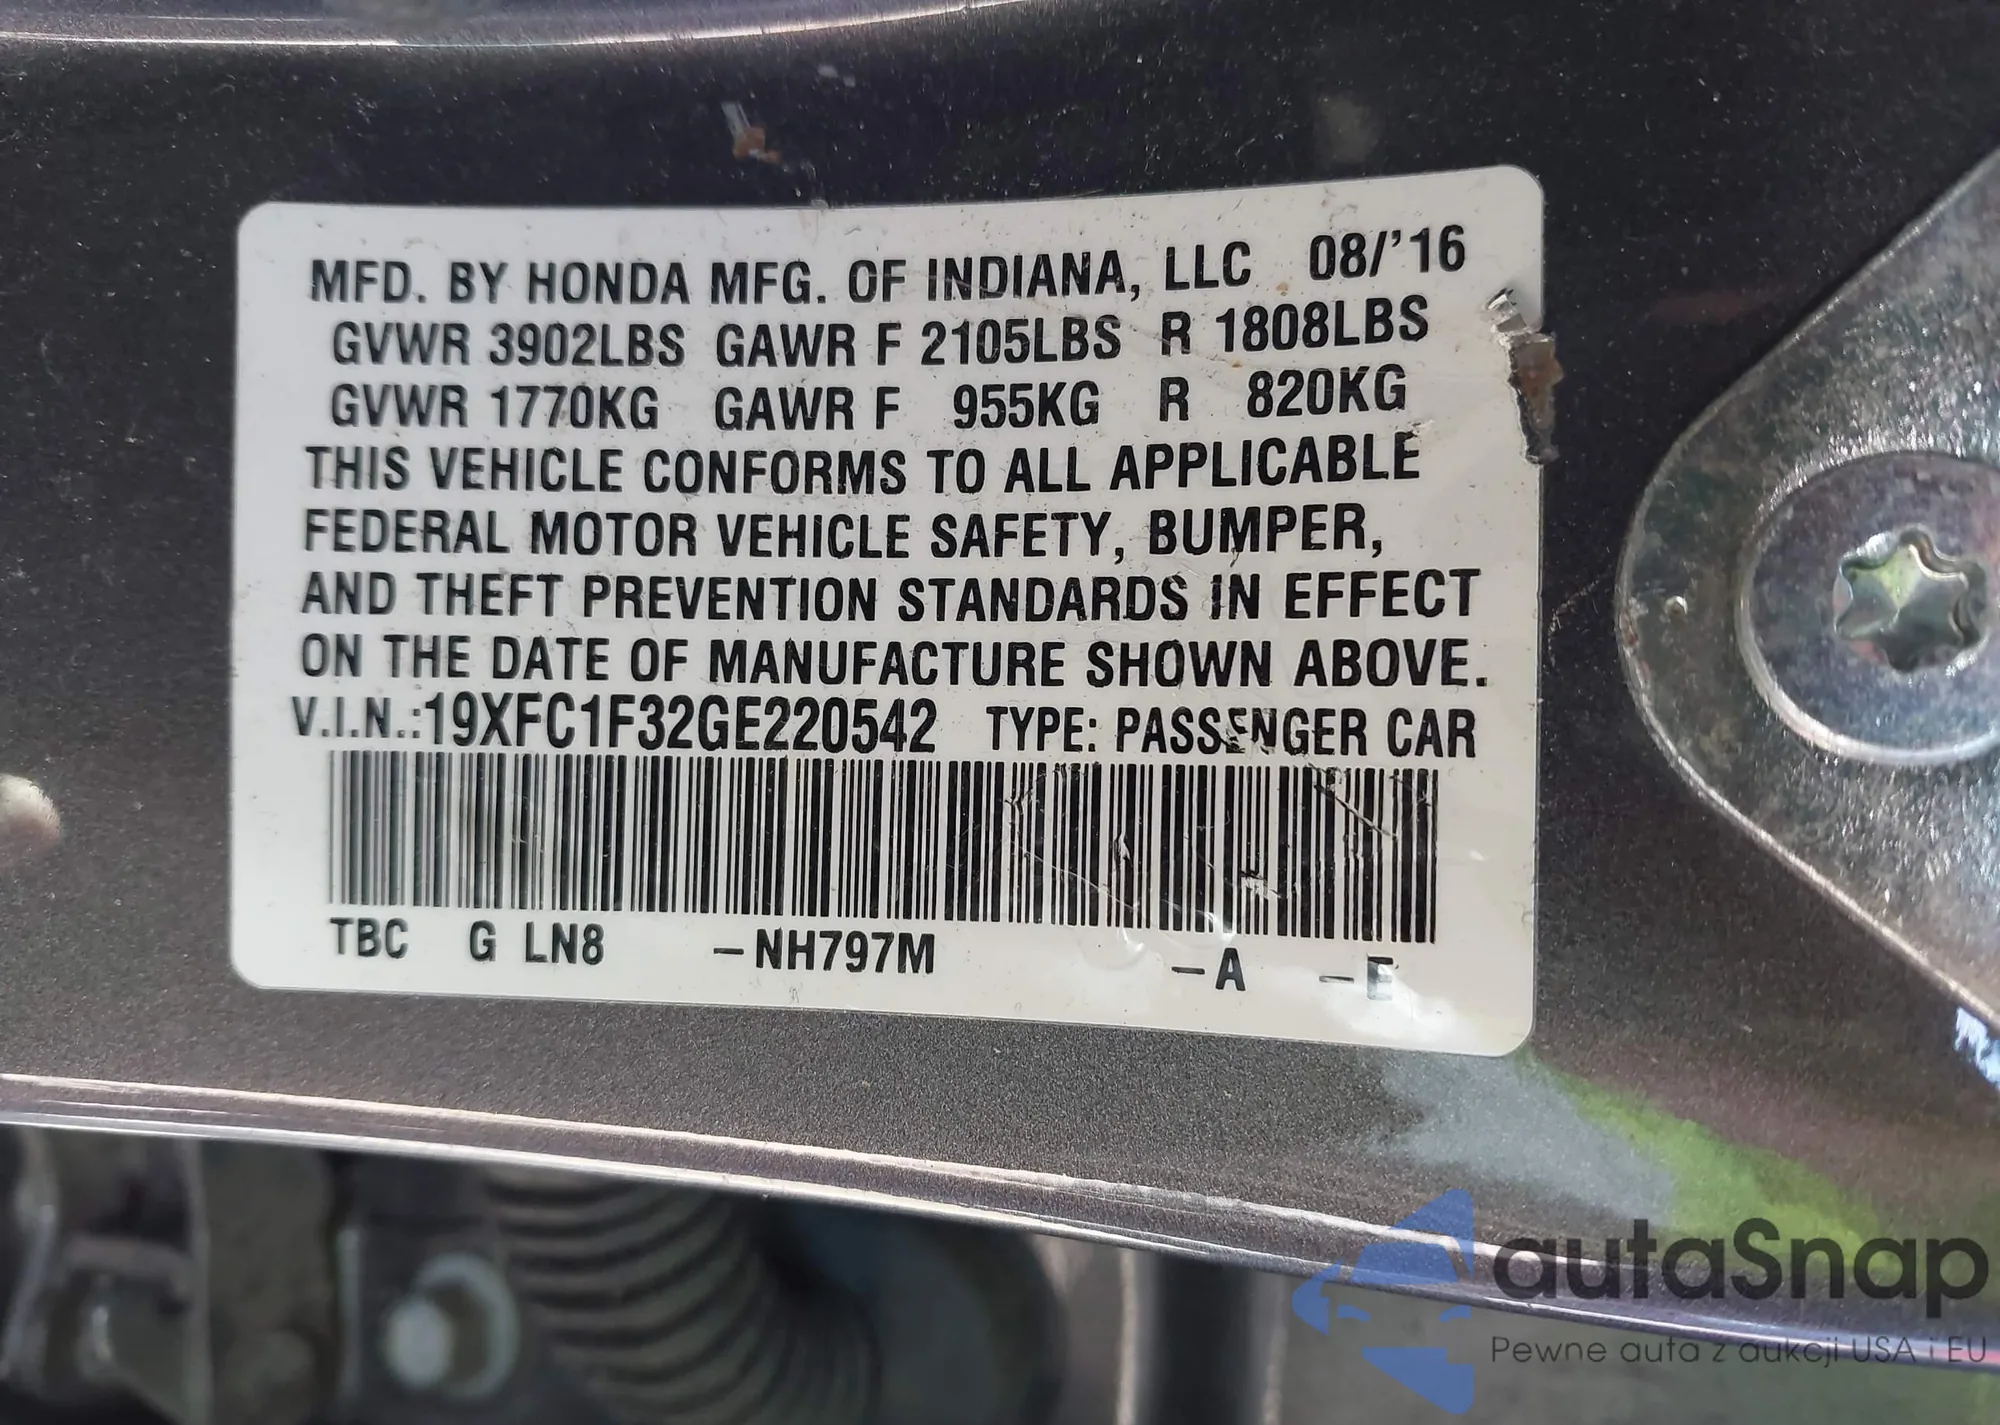 MFD. BY HONDA MFG. OF INDIANA, LLC 08/'16
GVWR 3902LBS GAWR F 2105LBS R 1808LBS
GVWR 1770KG GAWR F 955KG R 820KG
THIS VEHICLE CONFORMS TO ALL APPLICABLE
FEDERAL MOTOR VEHICLE SAFETY, BUMPER,
AND THEFT PREVENTION STANDARDS IN EFFECT
ON THE DATE OF MANUFACTURE SHOWN ABOVE.
V.I.N.:19XFC1F32GE220542 TYPE: PASSENGER CAR
TBC G LN8 –NH797M –A –E
autaSnap
Pewne auta z aukcji USA i EU